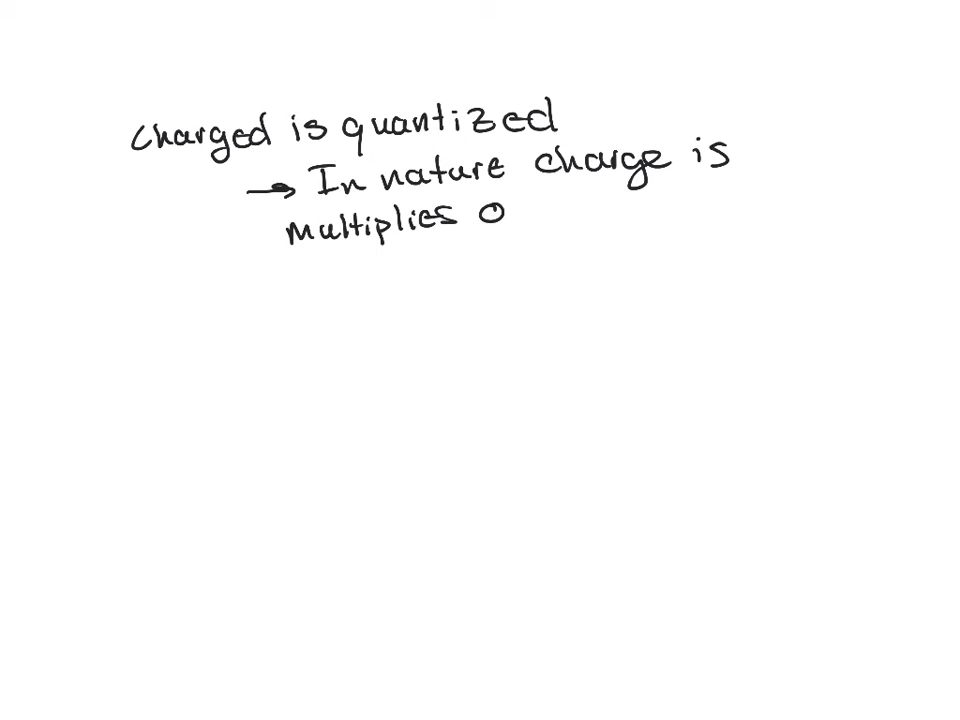 charged is quantized
→ In nature charge is
multiplies o